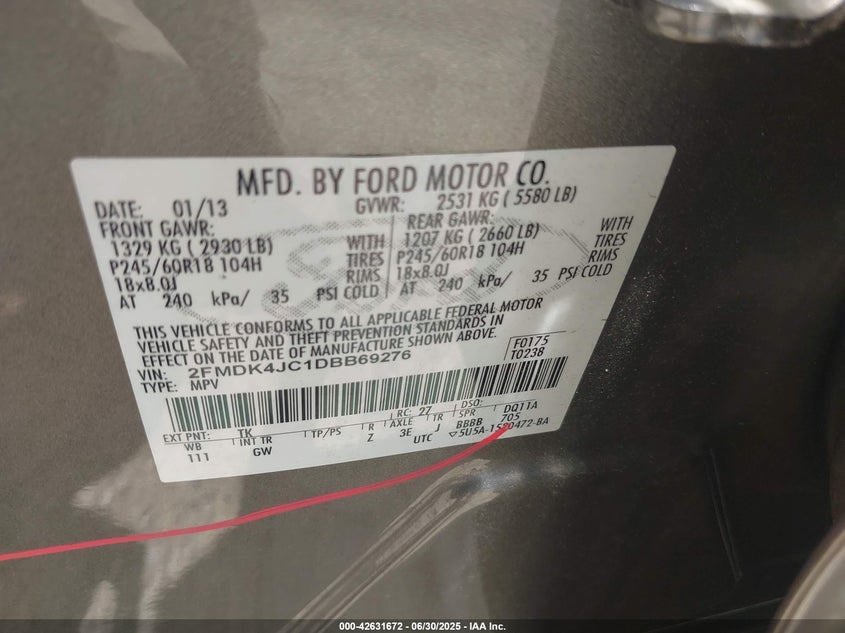 MFD. BY FORD MOTOR CO.
DATE: 01/13 GVWR: 2531 KG ( 5580 LB)
FRONT GAWR: REAR GAWR:
1329 KG ( 2930 LB) WITH 1207 KG ( 2660 LB) WITH
P245/60R18 104H TIRES P245/60R18 104H TIRES
18x8.0J RIMS 18x8.0J RIMS
AT 240 kPa/ 35 PSI COLD AT 240 kPa/ 35 PSI COLD
THIS VEHICLE CONFORMS TO ALL APPLICABLE FEDERAL MOTOR
VEHICLE SAFETY AND THEFT PREVENTION STANDARDS IN
EFFECT ON THE DATE OF MANUFACTURE SHOWN ABOVE.
F0175
T0238
VIN: 2FMDK4JC1DBB69276
TYPE: MPV
RC: 27 DSO:
EXT PNT: TK DQ11A
WB INT TR TP/PS R AXLE TR SPR
111 GW Z 3E J BBBB 705
UTC ▽5U5A-1520472-BA
000-42631672 - 06/30/2025 - IAA Inc.